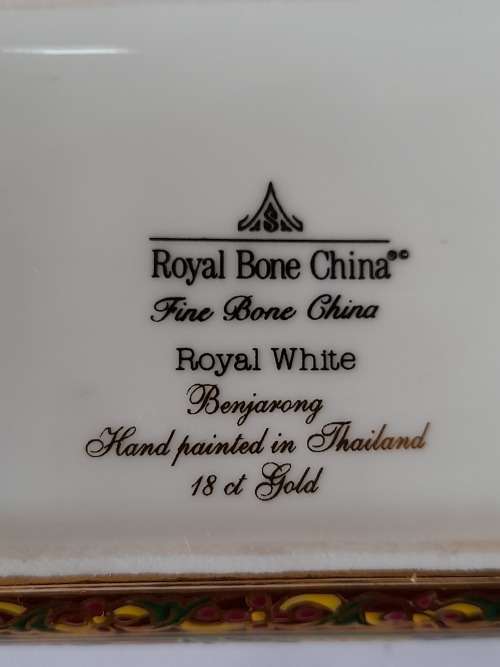 Royal Bone China®©
Fine Bone China
Royal White
Benjarong
Hand painted in Thailand
18 ct Gold